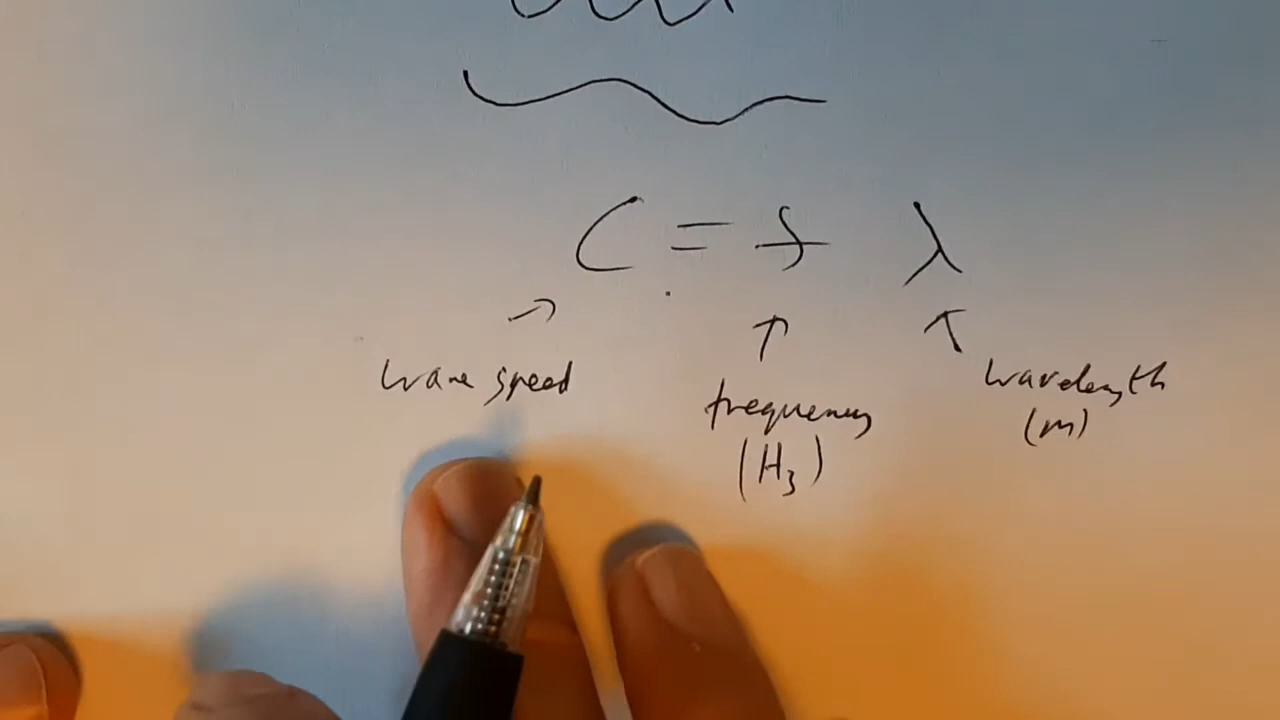 C = f λ
wave speed
frequency
(Hz)
wavelength
(m)